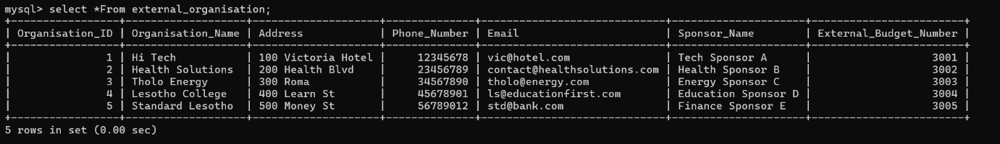 mysql> select *From external_organisation;
+-----------------+-------------------+--------------------+--------------+-----------------------------+---------------------+------------------------+
| Organisation_ID | Organisation_Name | Address            | Phone_Number | Email                       | Sponsor_Name        | External_Budget_Number |
+-----------------+-------------------+--------------------+--------------+-----------------------------+---------------------+------------------------+
|               1 | Hi Tech           | 100 Victoria Hotel |     12345678 | vic@hotel.com               | Tech Sponsor A      |                   3001 |
|               2 | Health Solutions  | 200 Health Blvd    |     23456789 | contact@healthsolutions.com | Health Sponsor B    |                   3002 |
|               3 | Tholo Energy      | 300 Roma           |     34567890 | tholo@energy.com            | Energy Sponsor C    |                   3003 |
|               4 | Lesotho College   | 400 Learn St       |     45678901 | ls@educationfirst.com       | Education Sponsor D |                   3004 |
|               5 | Standard Lesotho  | 500 Money St       |     56789012 | std@bank.com                | Finance Sponsor E   |                   3005 |
+-----------------+-------------------+--------------------+--------------+-----------------------------+---------------------+------------------------+
5 rows in set (0.00 sec)